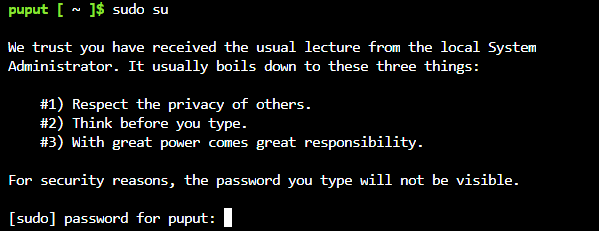 puput [ ~ ]$ sudo su
We trust you have received the usual lecture from the local System
Administrator. It usually boils down to these three things:
#1) Respect the privacy of others.
#2) Think before you type.
#3) With great power comes great responsibility.
For security reasons, the password you type will not be visible.
[sudo] password for puput: